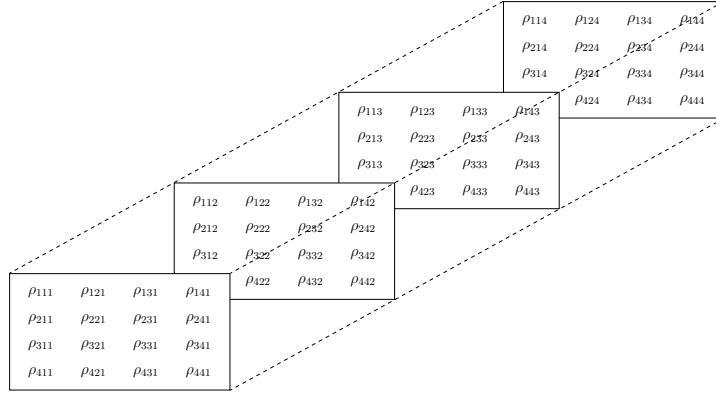 ρ₁₁₄ ρ₁₂₄ ρ₁₃₄ ρ₁₄₄
ρ₂₁₄ ρ₂₂₄ ρ₂₃₄ ρ₂₄₄
ρ₃₁₄ ρ₃₂₄ ρ₃₃₄ ρ₃₄₄
ρ₄₂₄ ρ₄₃₄ ρ₄₄₄
ρ₁₁₃ ρ₁₂₃ ρ₁₃₃ ρ₁₄₃
ρ₂₁₃ ρ₂₂₃ ρ₂₃₃ ρ₂₄₃
ρ₃₁₃ ρ₃₂₃ ρ₃₃₃ ρ₃₄₃
ρ₄₂₃ ρ₄₃₃ ρ₄₄₃
ρ₁₁₂ ρ₁₂₂ ρ₁₃₂ ρ₁₄₂
ρ₂₁₂ ρ₂₂₂ ρ₂₃₂ ρ₂₄₂
ρ₃₁₂ ρ₃₂₂ ρ₃₃₂ ρ₃₄₂
ρ₄₂₂ ρ₄₃₂ ρ₄₄₂
ρ₁₁₁ ρ₁₂₁ ρ₁₃₁ ρ₁₄₁
ρ₂₁₁ ρ₂₂₁ ρ₂₃₁ ρ₂₄₁
ρ₃₁₁ ρ₃₂₁ ρ₃₃₁ ρ₃₄₁
ρ₄₁₁ ρ₄₂₁ ρ₄₃₁ ρ₄₄₁